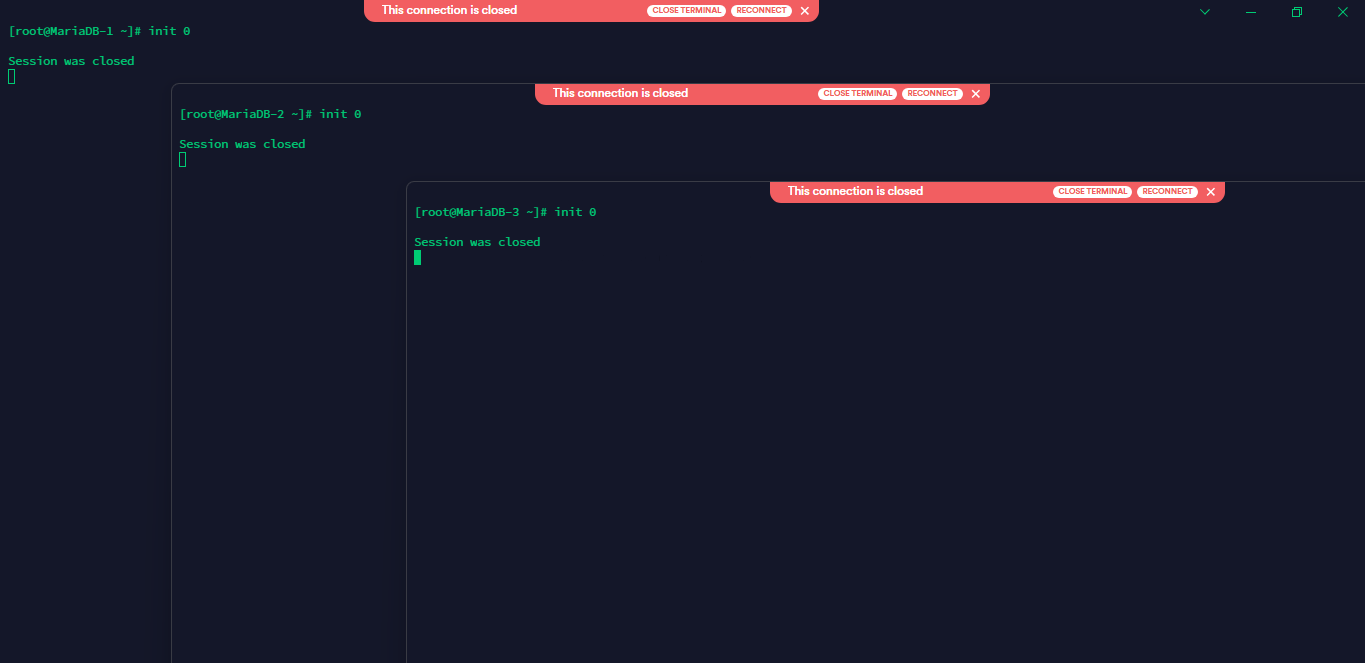 This connection is closed CLOSE TERMINAL RECONNECT
[root@MariaDB-1 ~]# init 0
Session was closed
This connection is closed CLOSE TERMINAL RECONNECT
[root@MariaDB-2 ~]# init 0
Session was closed
This connection is closed CLOSE TERMINAL RECONNECT
[root@MariaDB-3 ~]# init 0
Session was closed